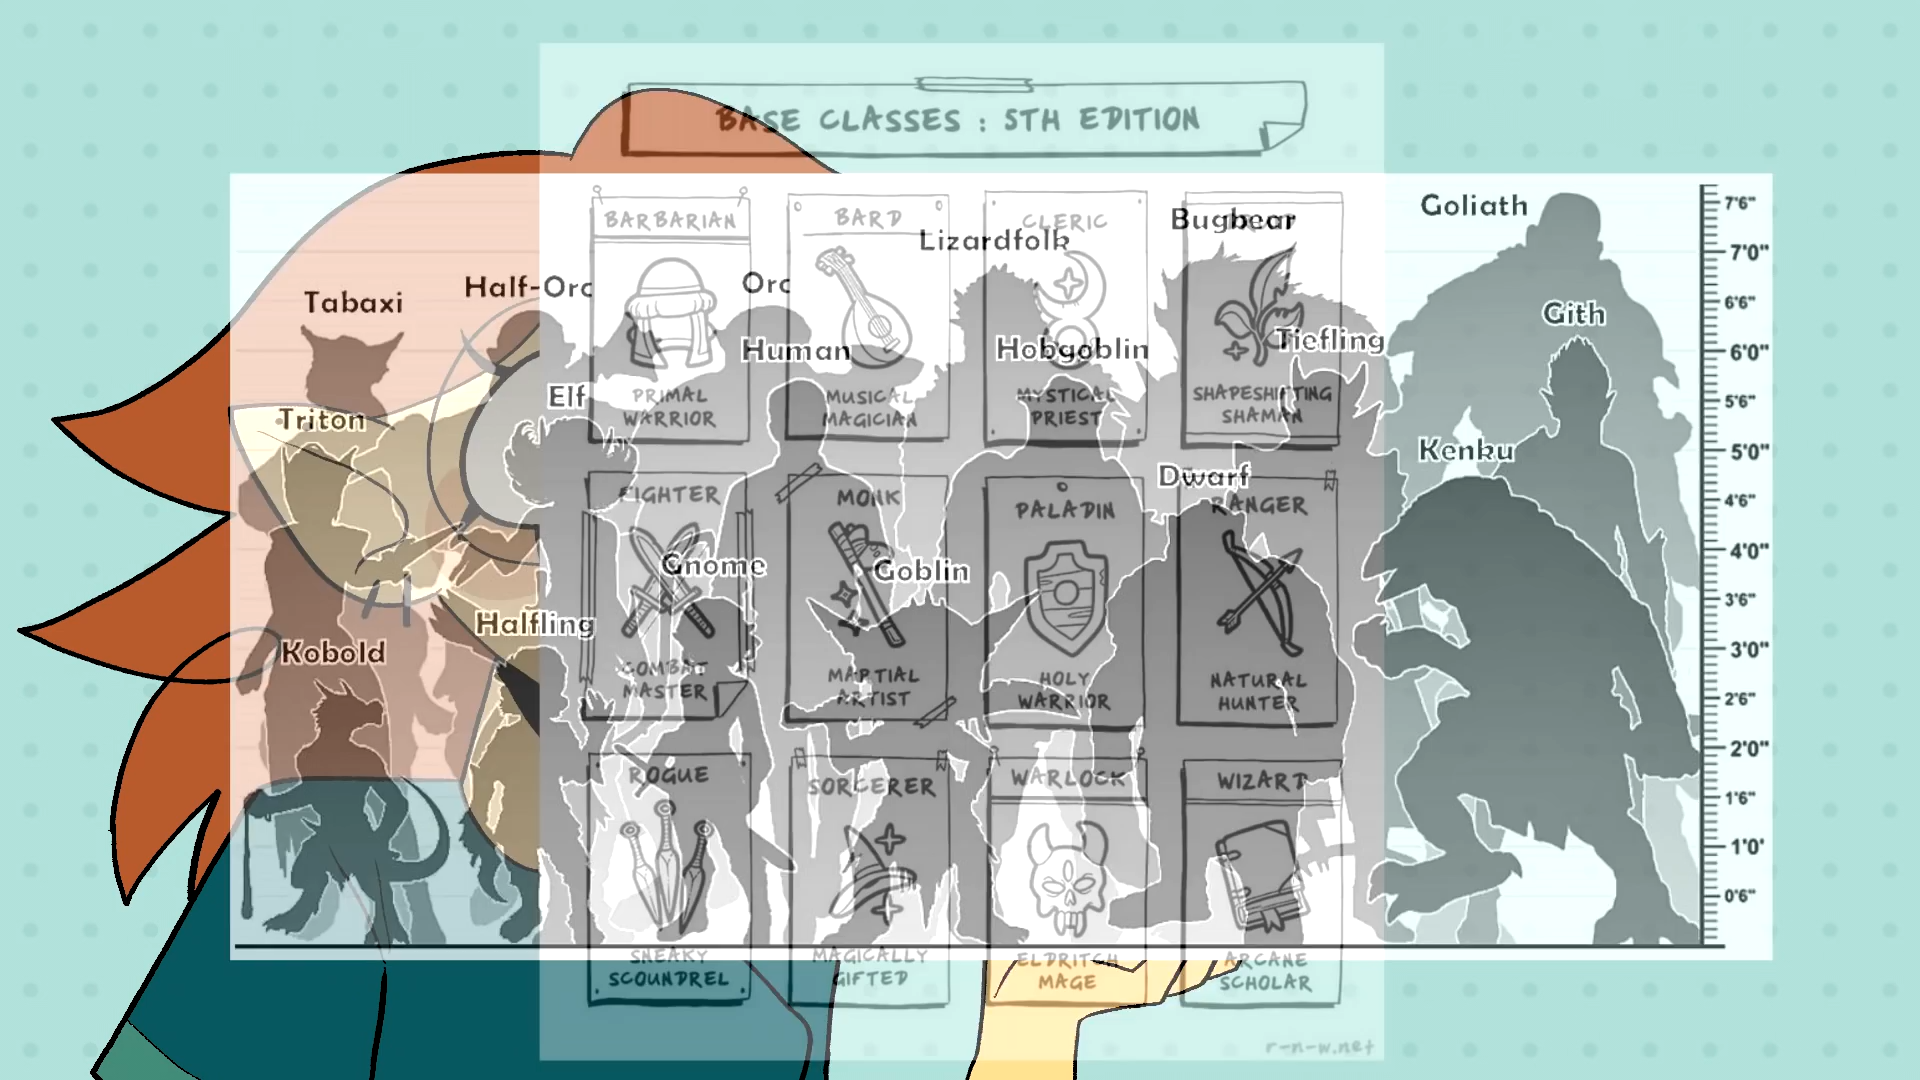 BASE CLASSES : 5TH EDITION
BARBARIAN
PRIMAL
WARRIOR
BARD
MUSICAL
MAGICIAN
CLERIC
MYSTICAL
PRIEST
SHAPESHIFTING
SHAMAN
FIGHTER
COMBAT
MASTER
MONK
MARTIAL
ARTIST
PALADIN
HOLY
WARRIOR
RANGER
NATURAL
HUNTER
ROGUE
SNEAKY
SCOUNDREL
SORCERER
MAGICALLY
GIFTED
WARLOCK
ELDRITCH
MAGE
WIZARD
ARCANE
SCHOLAR
r-n-w.net
Tabaxi
Half-Orc
Orc
Lizardfolk
Bugbear
Goliath
Triton
Elf
Human
Hobgoblin
Tiefling
Gith
Kenku
Dwarf
Gnome
Goblin
Halfling
Kobold
7'6"
7'0"
6'6"
6'0"
5'6"
5'0"
4'6"
4'0"
3'6"
3'0"
2'6"
2'0"
1'6"
1'0"
0'6"